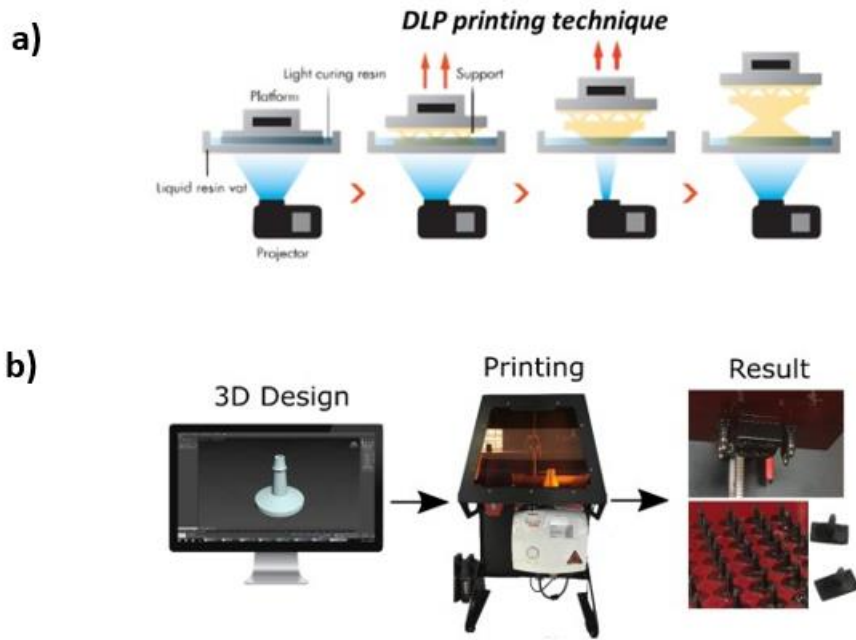 a)
DLP printing technique
Light curing resin
Support
Platform
Liquid resin vat
Projector
b)
3D Design
Printing
Result